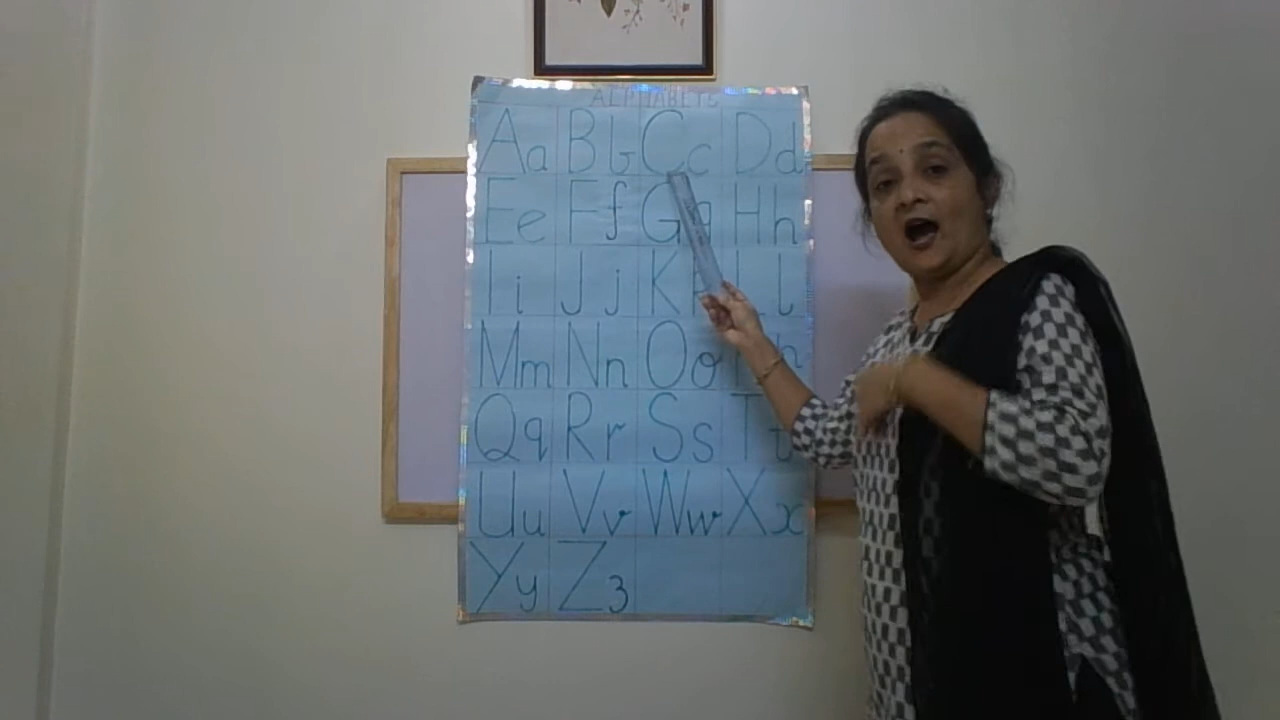 ALPHABETS
Aa Bb Cc Dd
Ee Ff Gg Hh
Ii Jj Kk Ll
Mm Nn Oo
Qq Rr Ss Tt
Uu Vv Ww Xx
Yy Zz